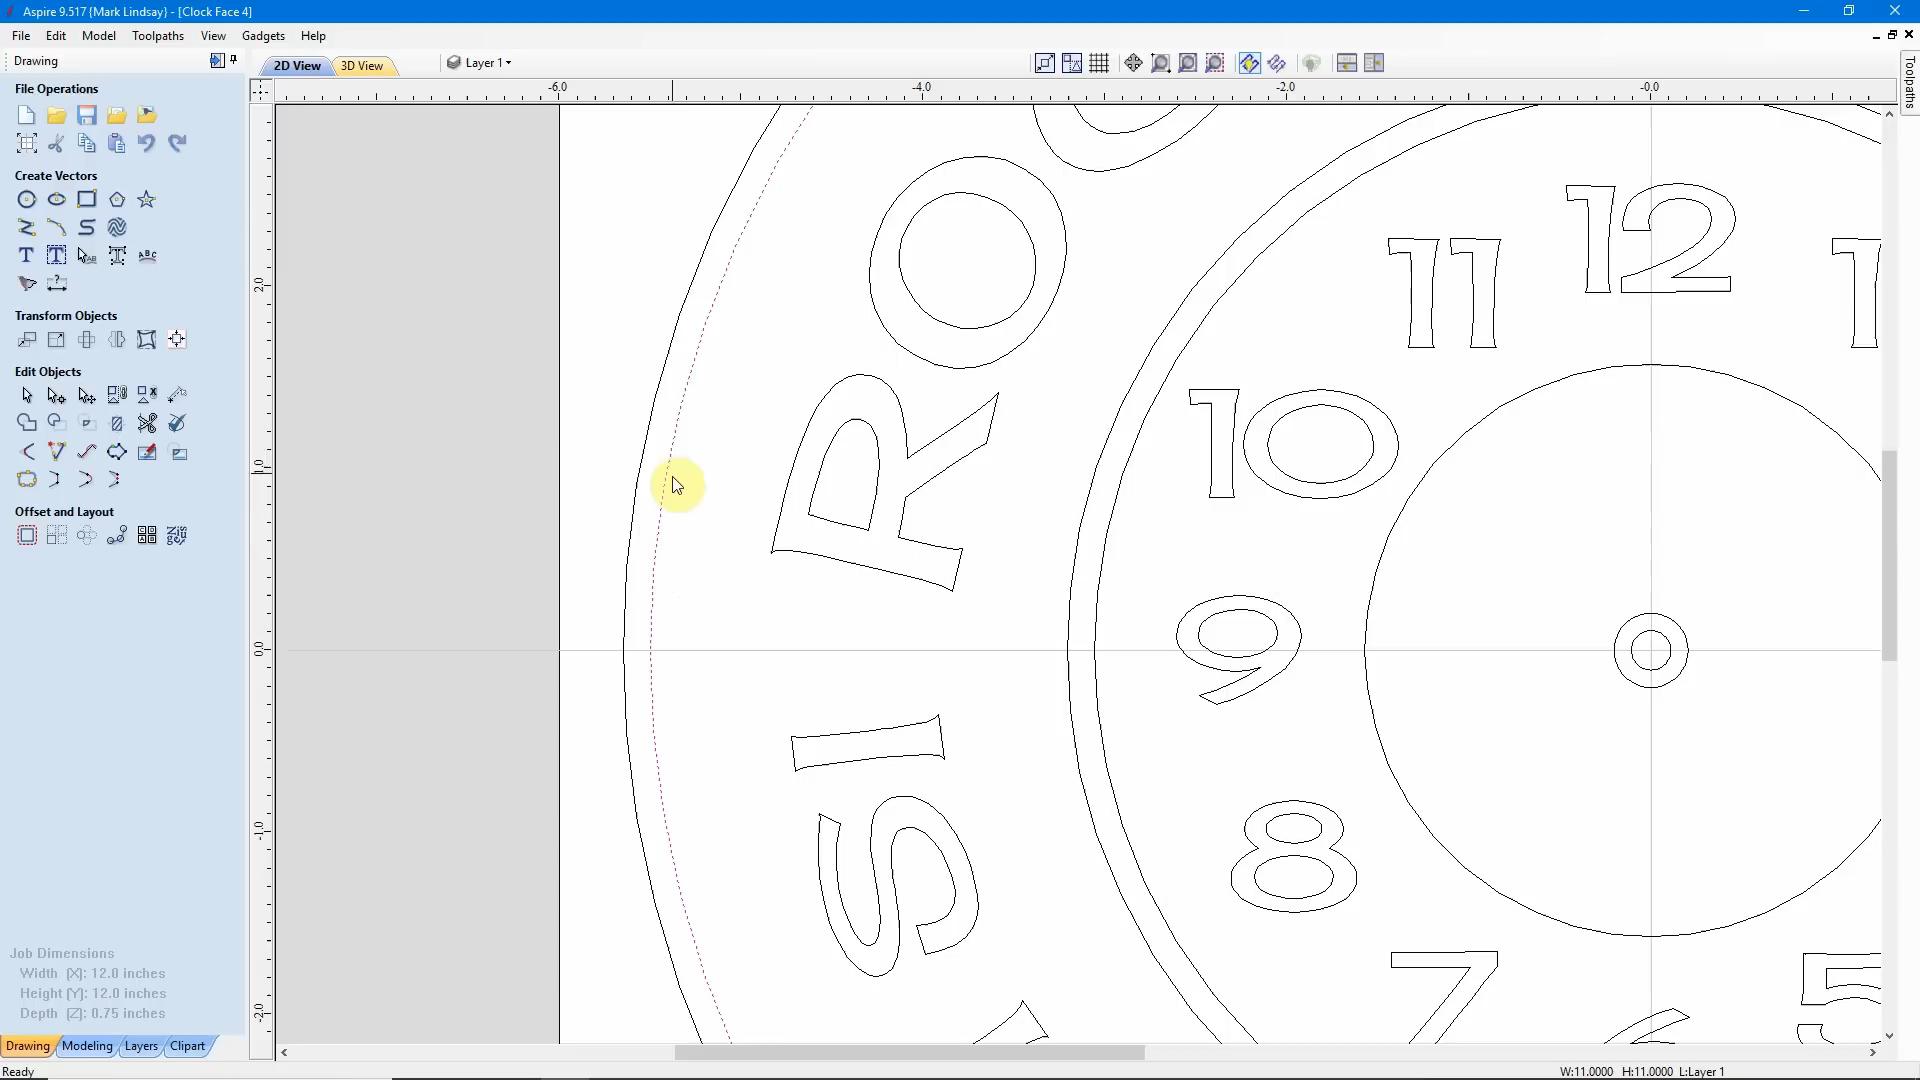 Aspire 9.517 {Mark Lindsay} - [Clock Face 4]
File Edit Model Toolpaths View Gadgets Help
Drawing
2D View 3D View Layer 1
Toolpaths
File Operations
Create Vectors
Transform Objects
Edit Objects
Offset and Layout
-6.0 -4.0 -2.0 -0.0
2.0
1.0
0.0
-1.0
-2.0
O
R
I
S
12
11
1
10
9
8
7
5
Job Dimensions
Width (X): 12.0 inches
Height (Y): 12.0 inches
Depth (Z): 0.75 inches
Drawing Modeling Layers Clipart
Ready
W:11.0000 H:11.0000 L:Layer 1